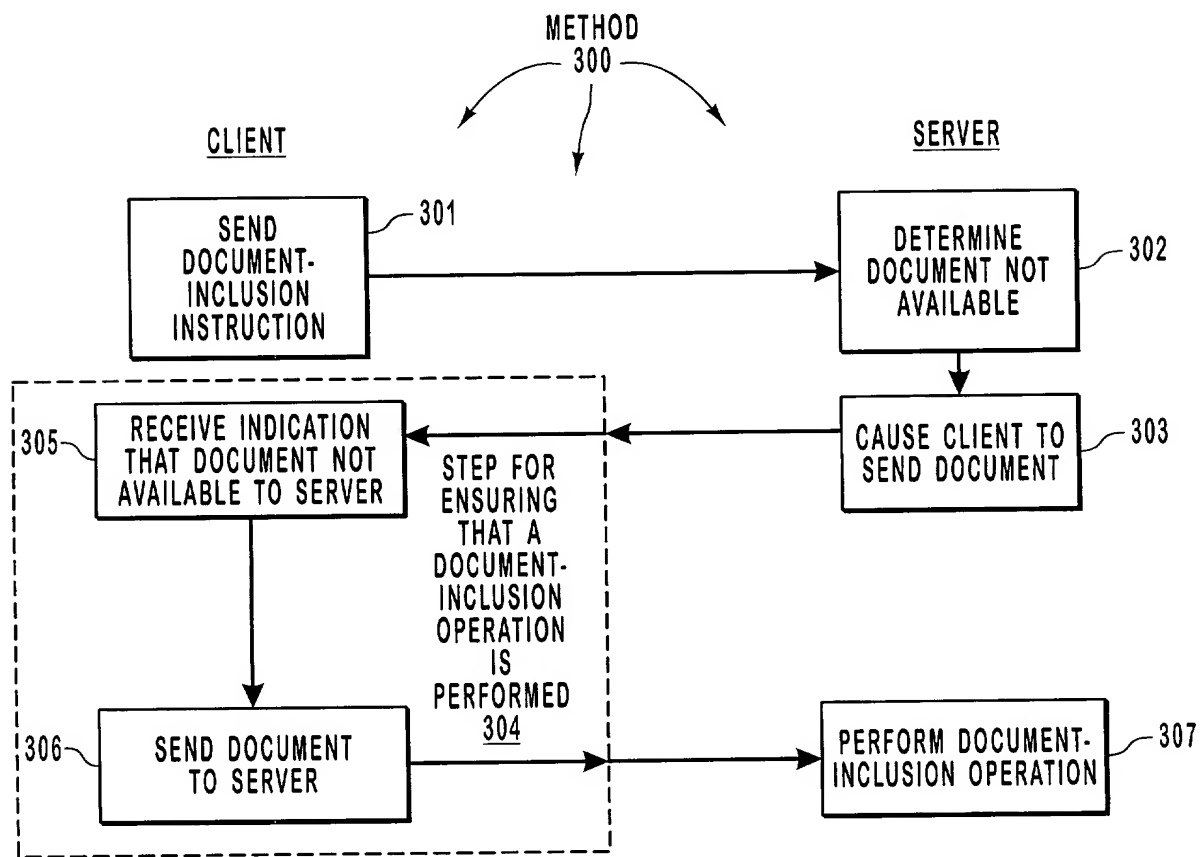 METHOD
300
CLIENT
SERVER
SEND
DOCUMENT-
INCLUSION
INSTRUCTION
301
DETERMINE
DOCUMENT NOT
AVAILABLE
302
305
RECEIVE INDICATION
THAT DOCUMENT NOT
AVAILABLE TO SERVER
CAUSE CLIENT TO
SEND DOCUMENT
303
STEP FOR
ENSURING
THAT A
DOCUMENT-
INCLUSION
OPERATION
IS
PERFORMED
304
306
SEND DOCUMENT
TO SERVER
PERFORM DOCUMENT-
INCLUSION OPERATION
307